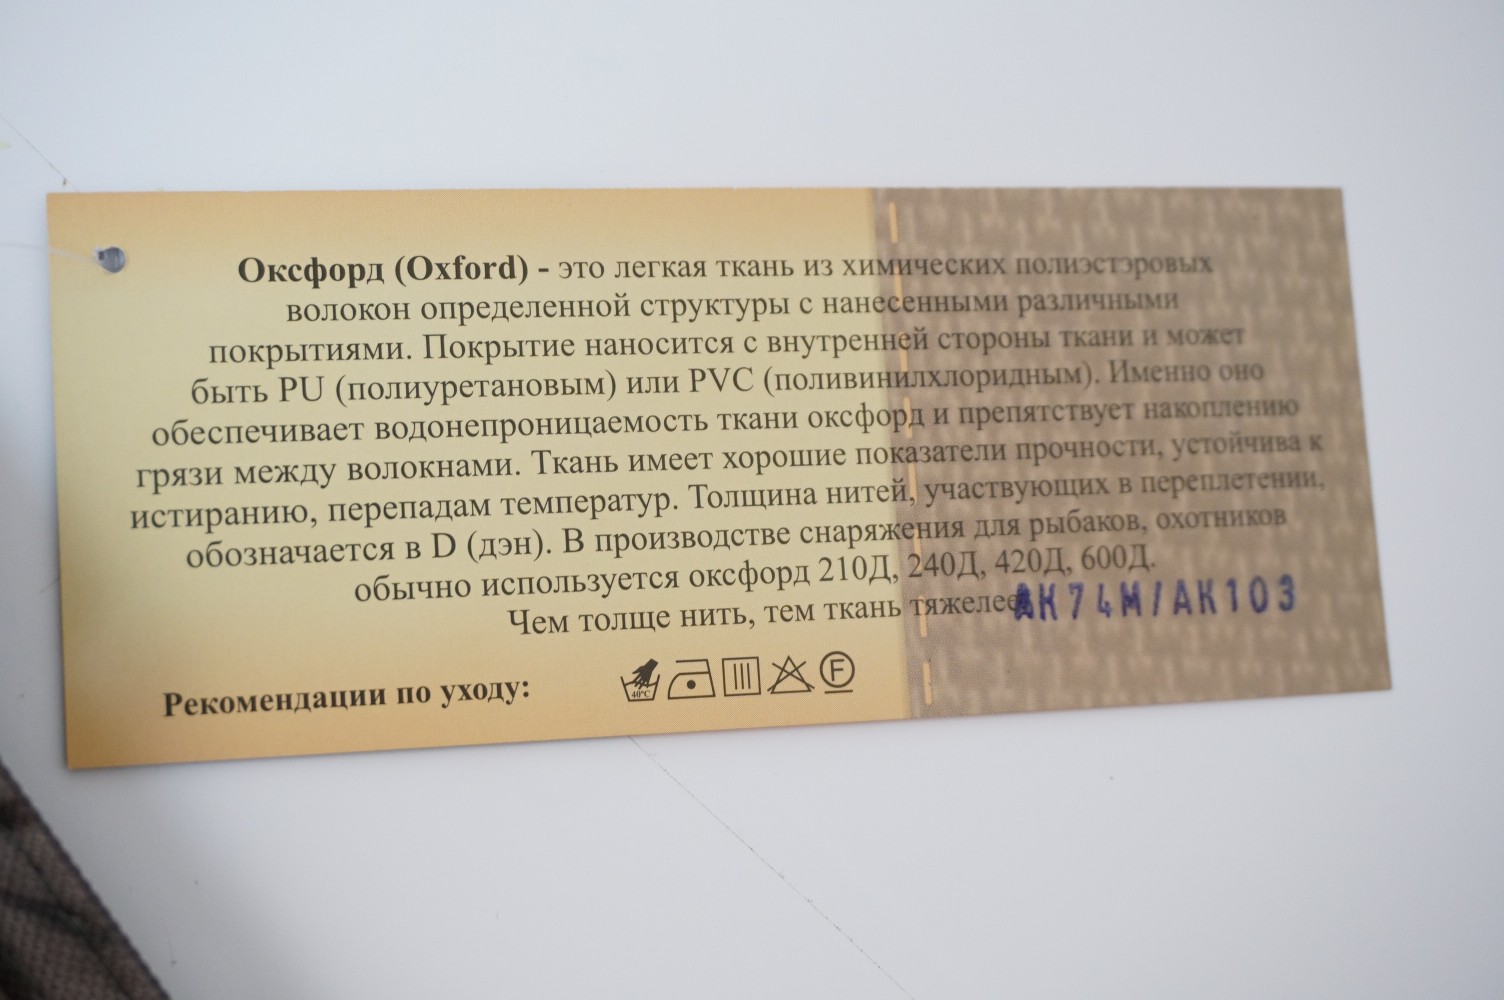 Оксфорд (Oxford) - это легкая ткань из химических полиэстэровых
волокон определенной структуры с нанесенными различными
покрытиями. Покрытие наносится с внутренней стороны ткани и может
быть PU (полиуретановым) или PVC (поливинилхлоридным). Именно оно
обеспечивает водонепроницаемость ткани оксфорд и препятствует накоплению
грязи между волокнами. Ткань имеет хорошие показатели прочности, устойчива к
истиранию, перепадам температур. Толщина нитей, участвующих в переплетении,
обозначается в D (дэн). В производстве снаряжения для рыбаков, охотников
обычно используется оксфорд 210Д, 240Д, 420Д, 600Д.
Чем толще нить, тем ткань тяжелее
АК74М/АК103
Рекомендации по уходу: 40°C F